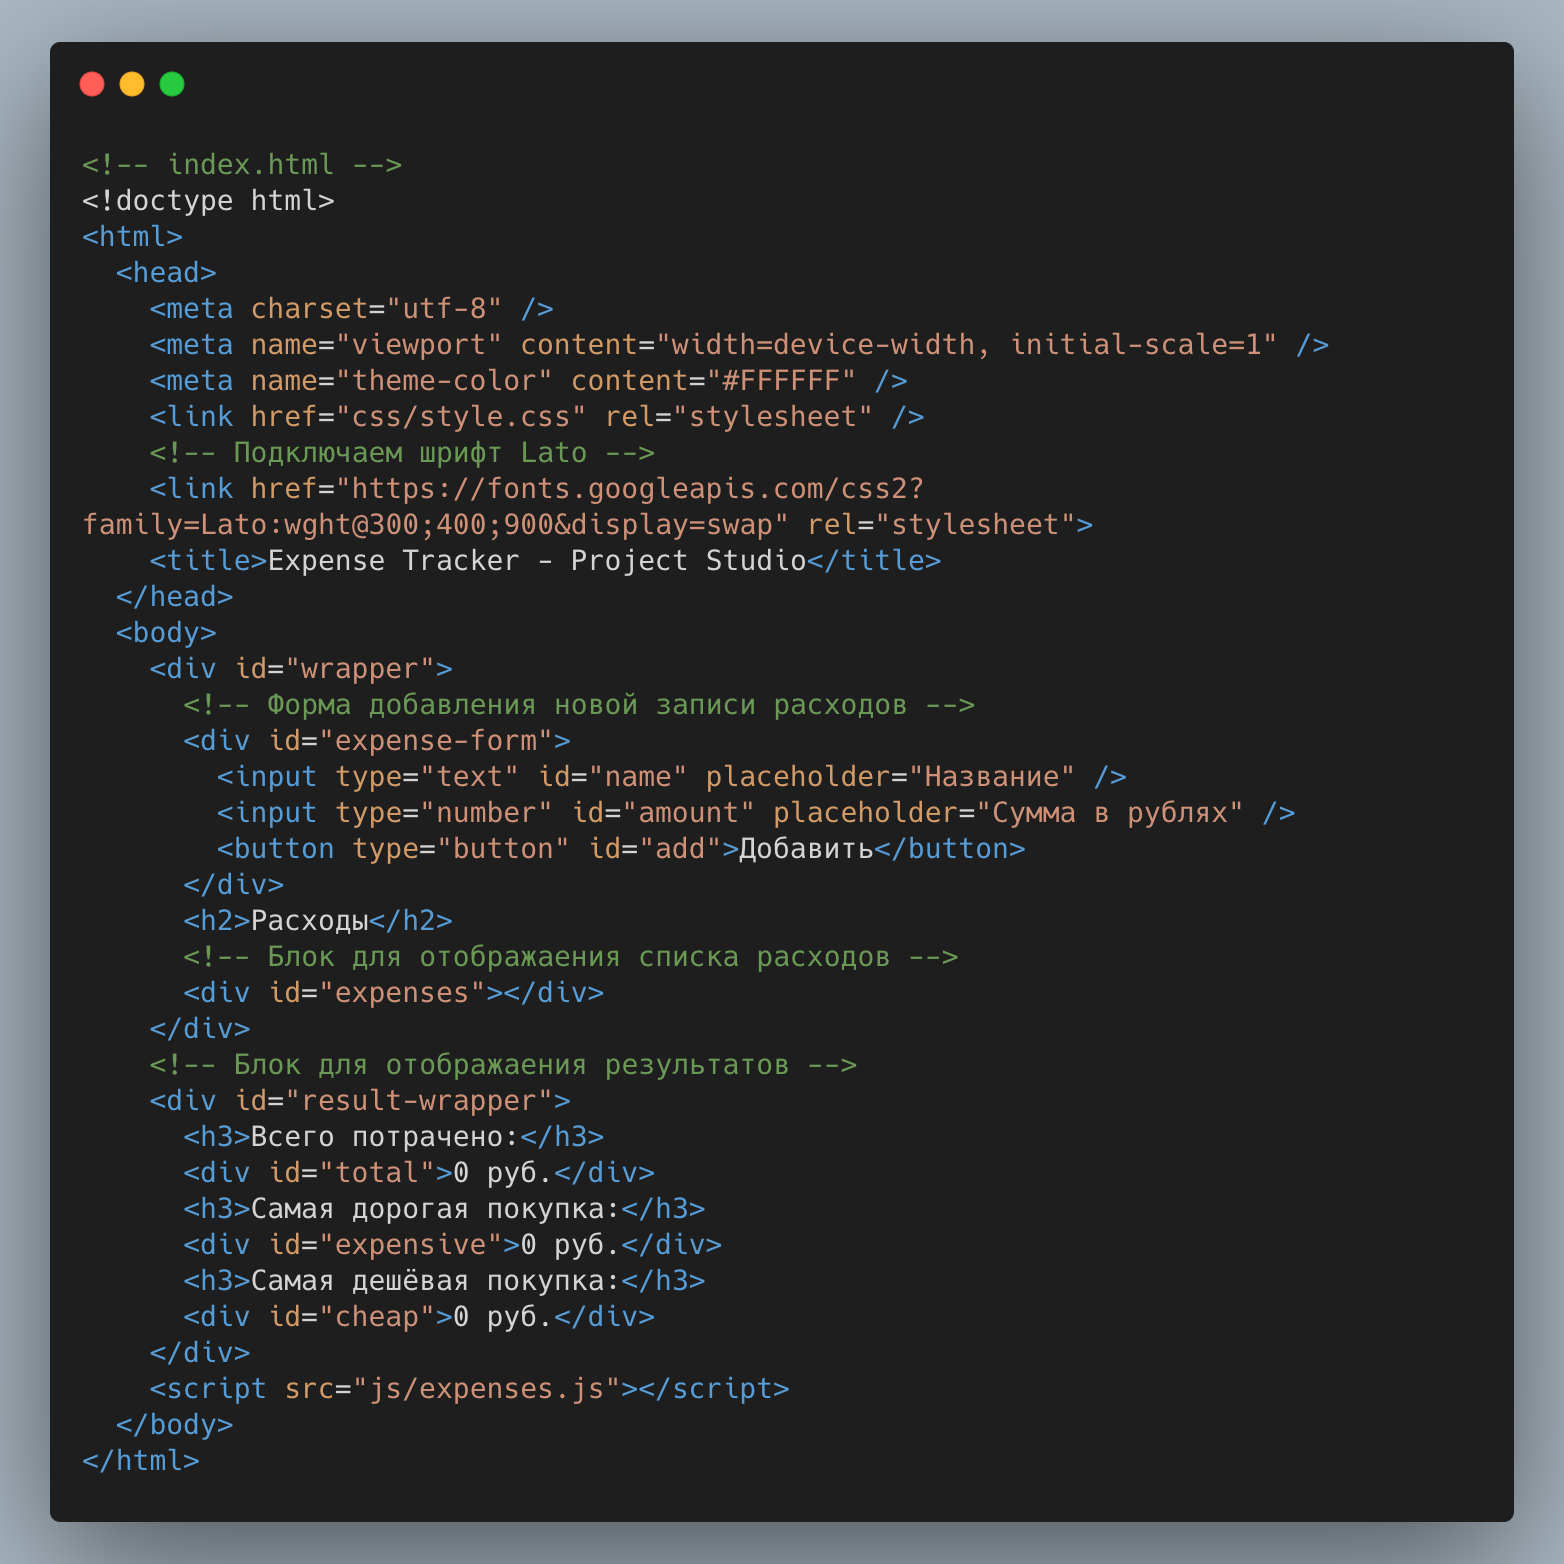 <!-- index.html -->
<!doctype html>
<html>
  <head>
    <meta charset="utf-8" />
    <meta name="viewport" content="width=device-width, initial-scale=1" />
    <meta name="theme-color" content="#FFFFFF" />
    <link href="css/style.css" rel="stylesheet" />
    <!-- Подключаем шрифт Lato -->
    <link href="https://fonts.googleapis.com/css2?
family=Lato:wght@300;400;900&display=swap" rel="stylesheet">
    <title>Expense Tracker - Project Studio</title>
  </head>
  <body>
    <div id="wrapper">
      <!-- Форма добавления новой записи расходов -->
      <div id="expense-form">
        <input type="text" id="name" placeholder="Название" />
        <input type="number" id="amount" placeholder="Сумма в рублях" />
        <button type="button" id="add">Добавить</button>
      </div>
      <h2>Расходы</h2>
      <!-- Блок для отображаения списка расходов -->
      <div id="expenses"></div>
    </div>
    <!-- Блок для отображаения результатов -->
    <div id="result-wrapper">
      <h3>Всего потрачено:</h3>
      <div id="total">0 руб.</div>
      <h3>Самая дорогая покупка:</h3>
      <div id="expensive">0 руб.</div>
      <h3>Самая дешёвая покупка:</h3>
      <div id="cheap">0 руб.</div>
    </div>
    <script src="js/expenses.js"></script>
  </body>
</html>